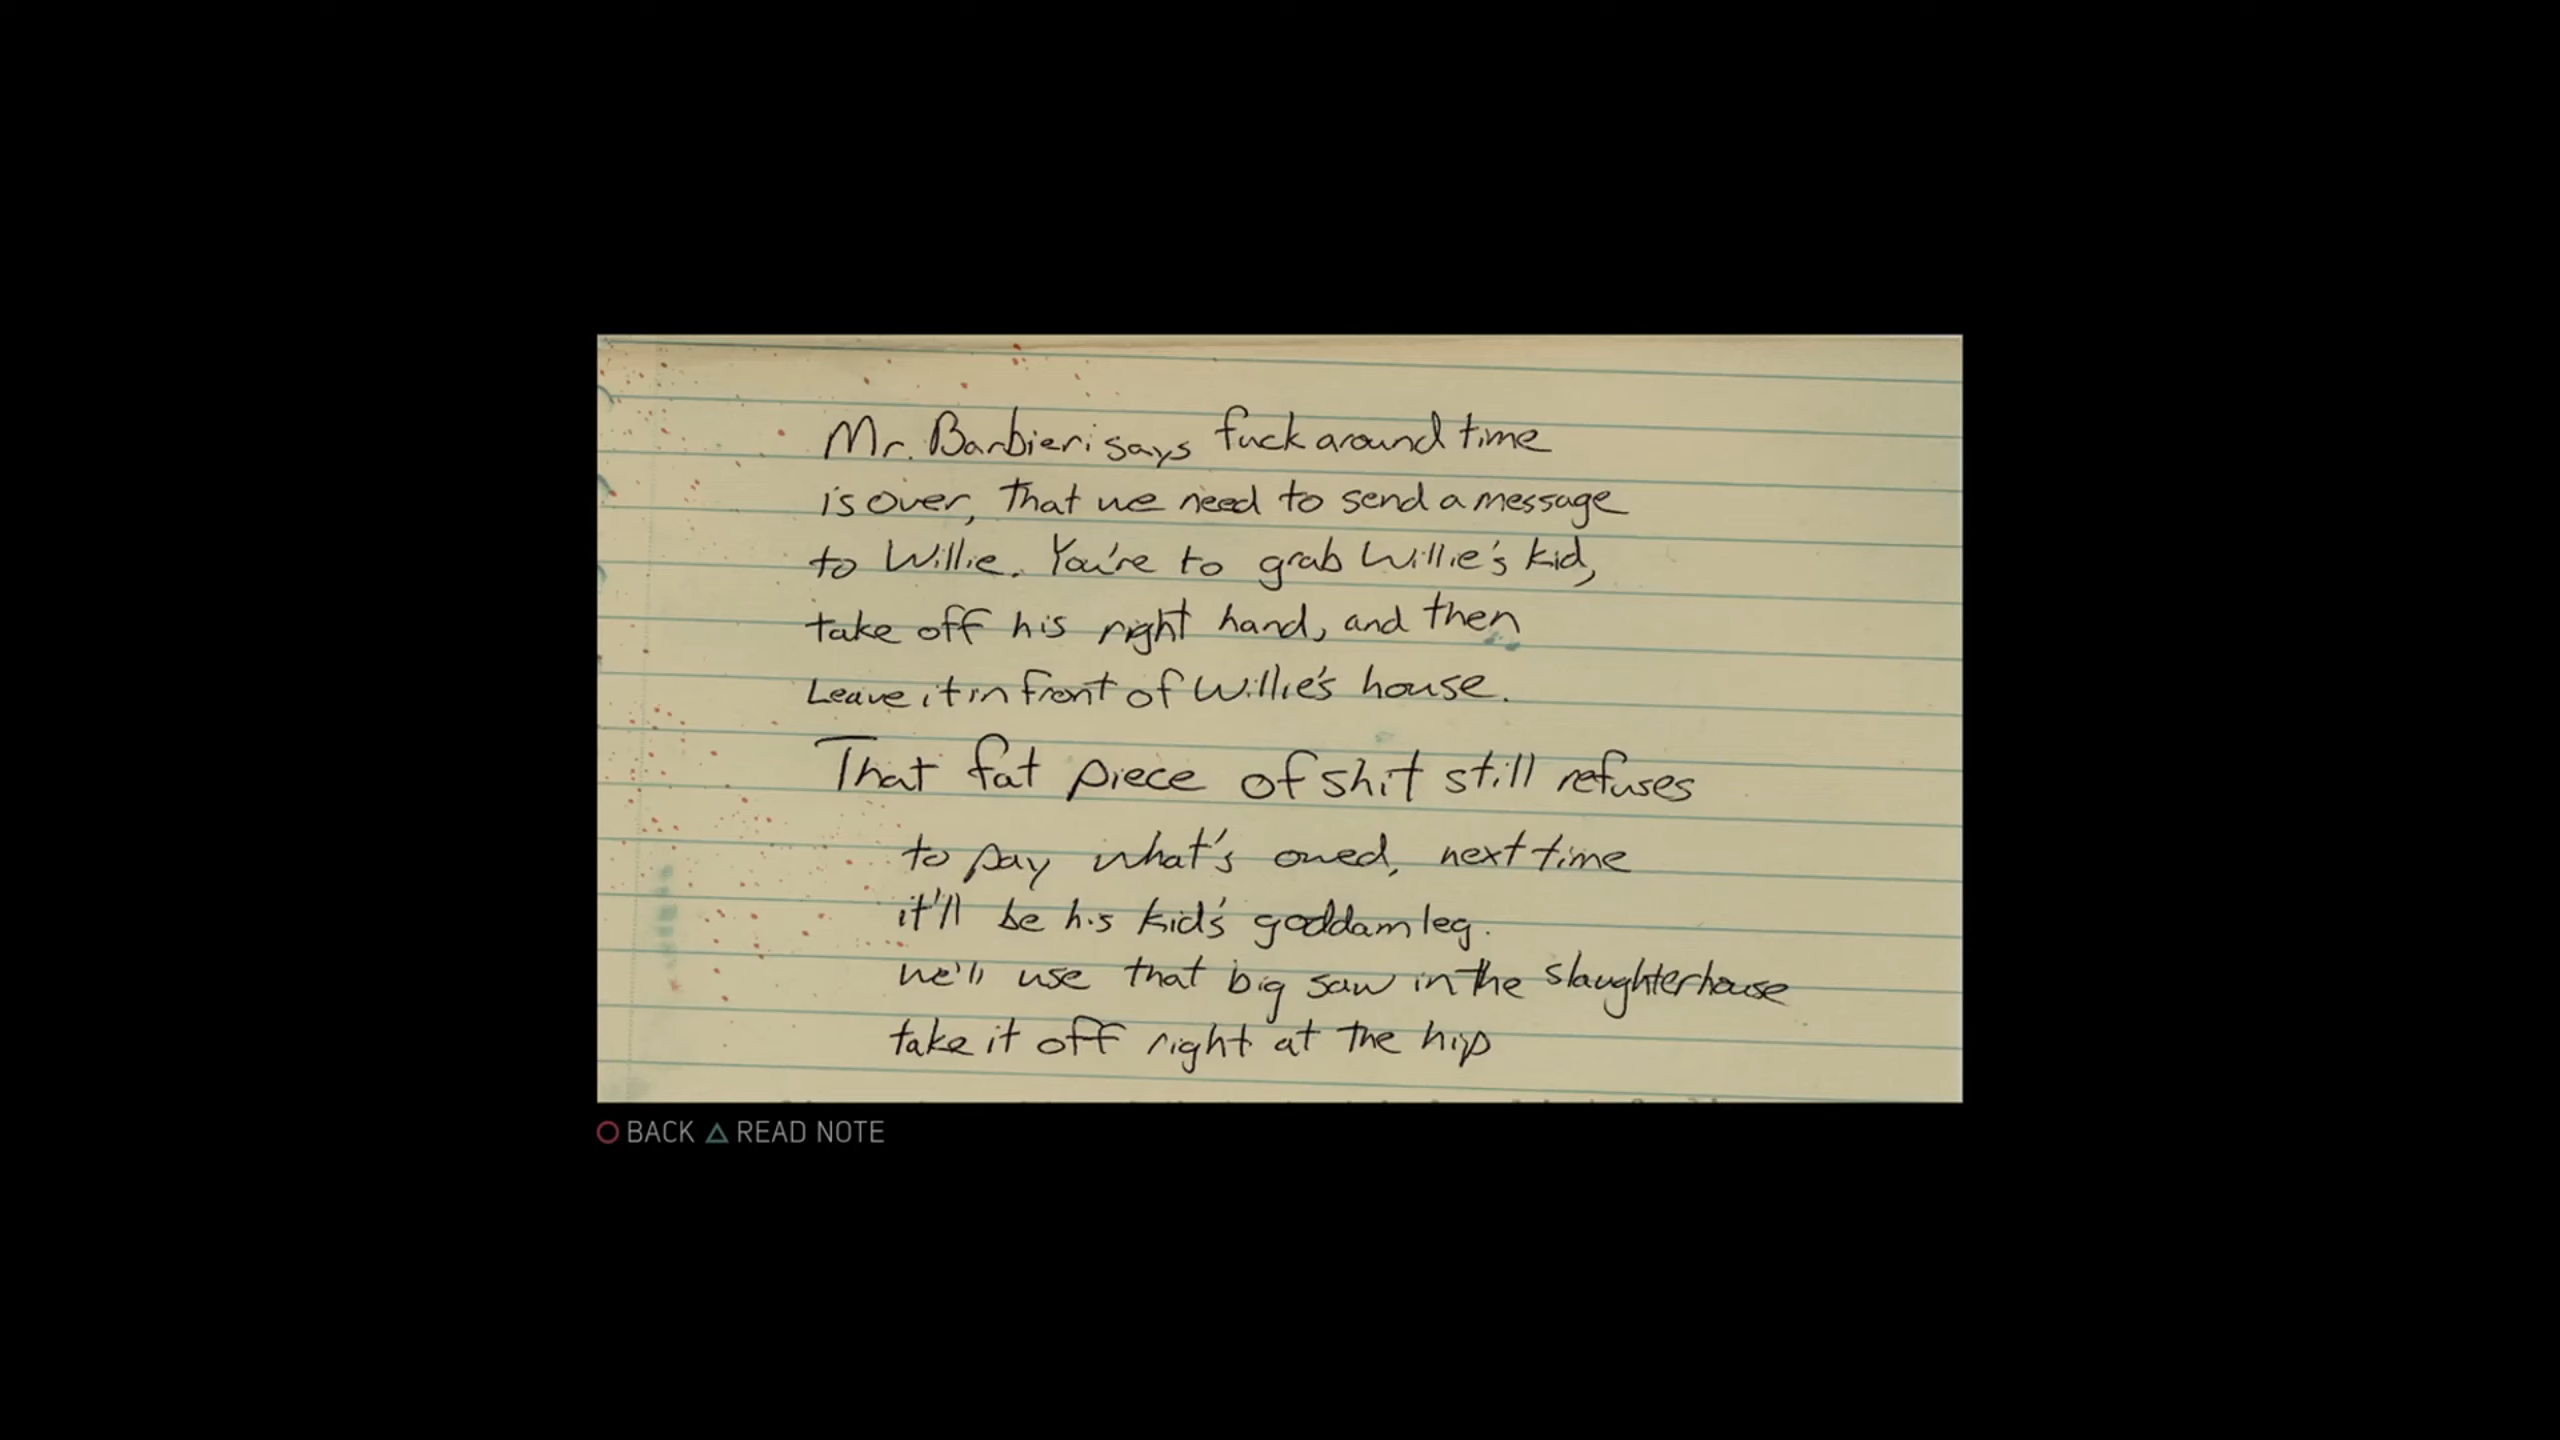 Mr. Barbieri says fuck around time
is over, That we need to send a message
to Willie. You're to grab Willie's kid,
take off his right hand, and then
Leave it in front of Willie's house.
That fat piece of shit still refuses
to pay what's owed, next time
it'll be his kid's goddam leg.
we'll use that big saw in the slaughterhouse
take it off right at the hip
BACK READ NOTE